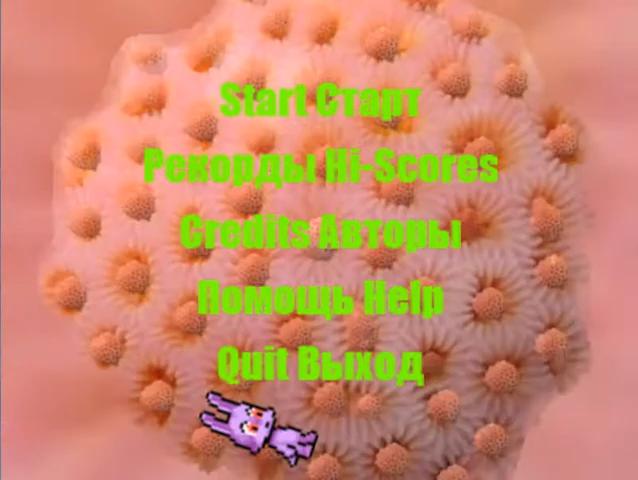 Start Старт
Рекорды Hi-Scores
Credits Авторы
Помощь Help
Quit Выход